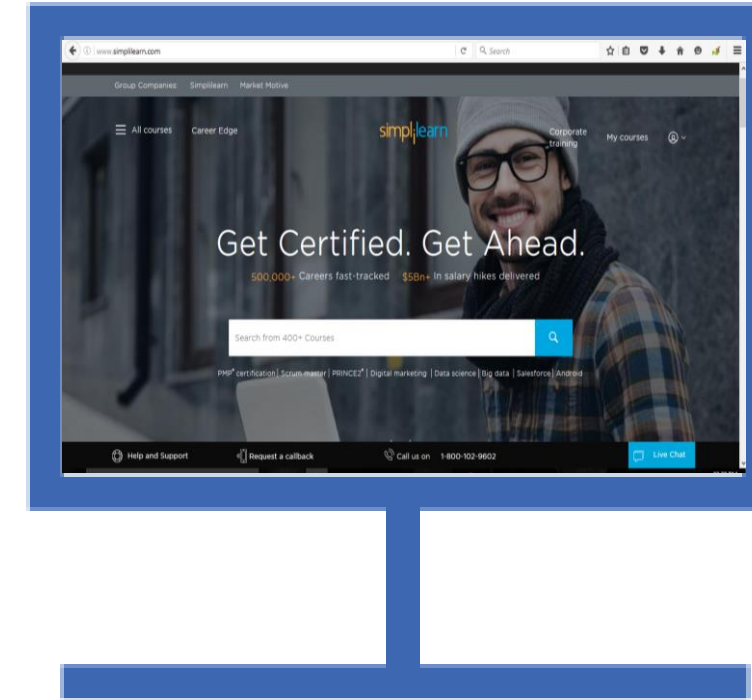 www.simplilearn.com
Search
Group Companies: Simplilearn Market Motive
All courses Career Edge
simplilearn
Corporate training My courses
Get Certified. Get Ahead.
500,000+ Careers fast-tracked $5Bn+ In salary hikes delivered
Search from 400+ Courses
PMP® certification | Scrum master | PRINCE2® | Digital marketing | Data science | Big data | Salesforce | Android
Help and Support Request a callback Call us on 1-800-102-9602 Live Chat